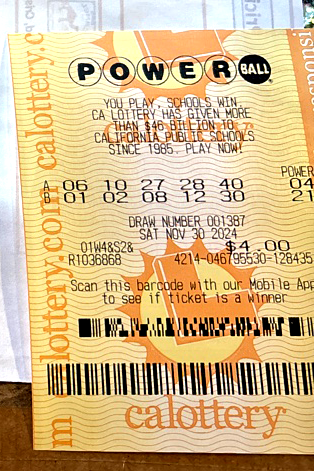 POWERBALL
YOU PLAY, SCHOOLS WIN
CA LOTTERY HAS GIVEN MORE
THAN $46 BILLION TO
CALIFORNIA PUBLIC SCHOOLS
SINCE 1985. PLAY NOW!
POWER
A 06 10 27 28 40 04
B 01 02 08 12 30 21
DRAW NUMBER 001387
SAT NOV 30 2024
01W4&S2& $4.00
R1036868 4214-046795530-128435
Scan this barcode with our Mobile App
to see if ticket is a winner
calottery
m calottery.com calottery.c
responsi